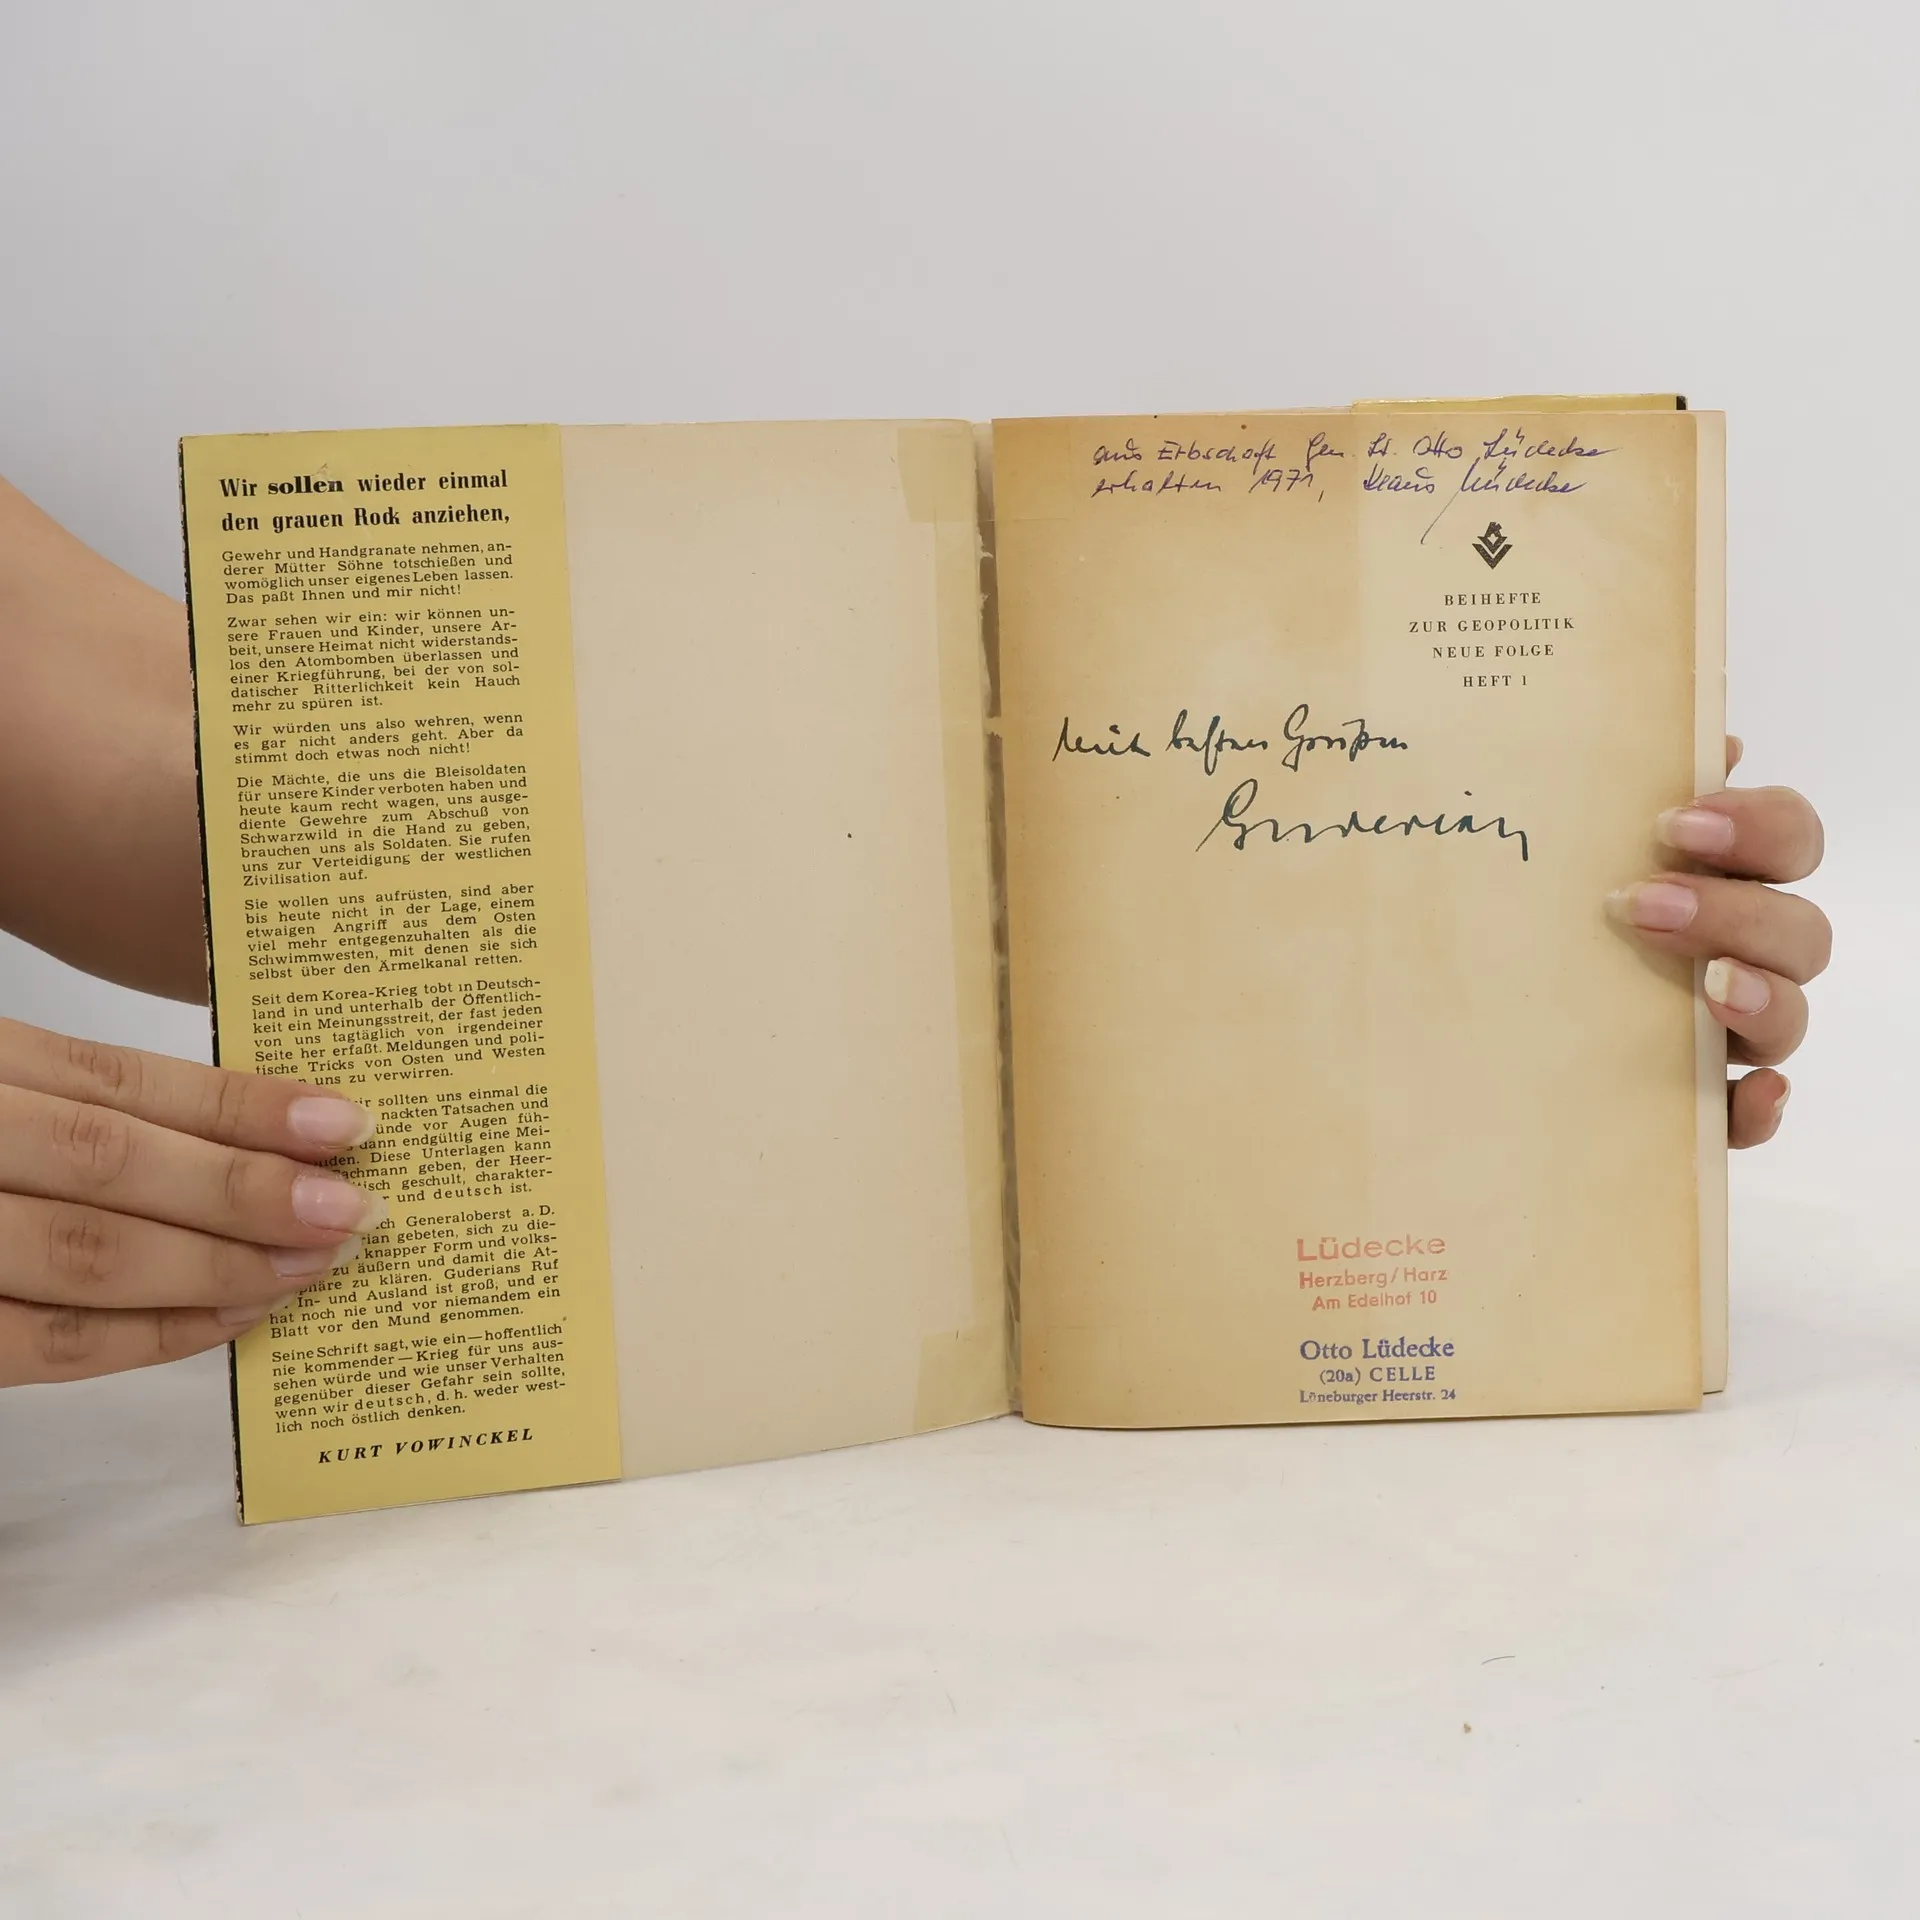 Wir sollen wieder einmal
den grauen Rock anziehen,
Gewehr und Handgranate nehmen, an-
derer Mütter Söhne totschießen und
womöglich unser eigenes Leben lassen.
Das paßt Ihnen und mir nicht!
Zwar sehen wir ein: wir können un-
sere Frauen und Kinder, unsere Ar-
beit, unsere Heimat nicht widerstands-
los den Atombomben überlassen und
einer Kriegführung, bei der von sol-
datischer Ritterlichkeit kein Hauch
mehr zu spüren ist.
Wir würden uns also wehren, wenn
es gar nicht anders geht. Aber da
stimmt doch etwas noch nicht!
Die Mächte, die uns die Bleisoldaten
für unsere Kinder verboten haben und
heute kaum recht wagen, uns ausge-
diente Gewehre zum Abschuß von
Schwarzwild in die Hand zu geben,
brauchen uns als Soldaten. Sie rufen
uns zur Verteidigung der westlichen
Zivilisation auf.
Sie wollen uns aufrüsten, sind aber
bis heute nicht in der Lage, einem
etwaigen Angriff aus dem Osten
viel mehr entgegenzuhalten als die
Schwimmwesten, mit denen sie sich
selbst über den Ärmelkanal retten.
Seit dem Korea-Krieg tobt in Deutsch-
land in und unterhalb der Öffentlich-
keit ein Meinungsstreit, der fast jeden
von uns tagtäglich von irgendeiner
Seite her erfaßt. Meldungen und poli-
tische Tricks von Osten und Westen
uns zu verwirren.
sollten uns einmal die
nackten Tatsachen und
vor Augen füh-
dann endgültig eine Mei-
Diese Unterlagen kann
Fachmann geben, der Heer-
geschult, charakter-
und deutsch ist.
Generaloberst a. D.
gebeten, sich zu die-
knapper Form und volks-
zu äußern und damit die At-
zu klären. Guderians Ruf
In- und Ausland ist groß, und er
hat noch nie und vor niemandem ein
Blatt vor den Mund genommen.
Seine Schrift sagt, wie ein — hoffentlich
nie kommender — Krieg für uns aus-
sehen würde und wie unser Verhalten
gegenüber dieser Gefahr sein sollte,
wenn wir deutsch, d. h. weder west-
lich noch östlich denken.
KURT VOWINCKEL
aus Erbschaft Gen. Lt. Otto Lüdecke
erhalten 1971, Klaus Lüdecke
BEIHEFTE
ZUR GEOPOLITIK
NEUE FOLGE
HEFT 1
Mit besten Grüßen
Guderian
Lüdecke
Herzberg/Harz
Am Edelhof 10
Otto Lüdecke
(20a) CELLE
Lüneburger Heerstr. 24